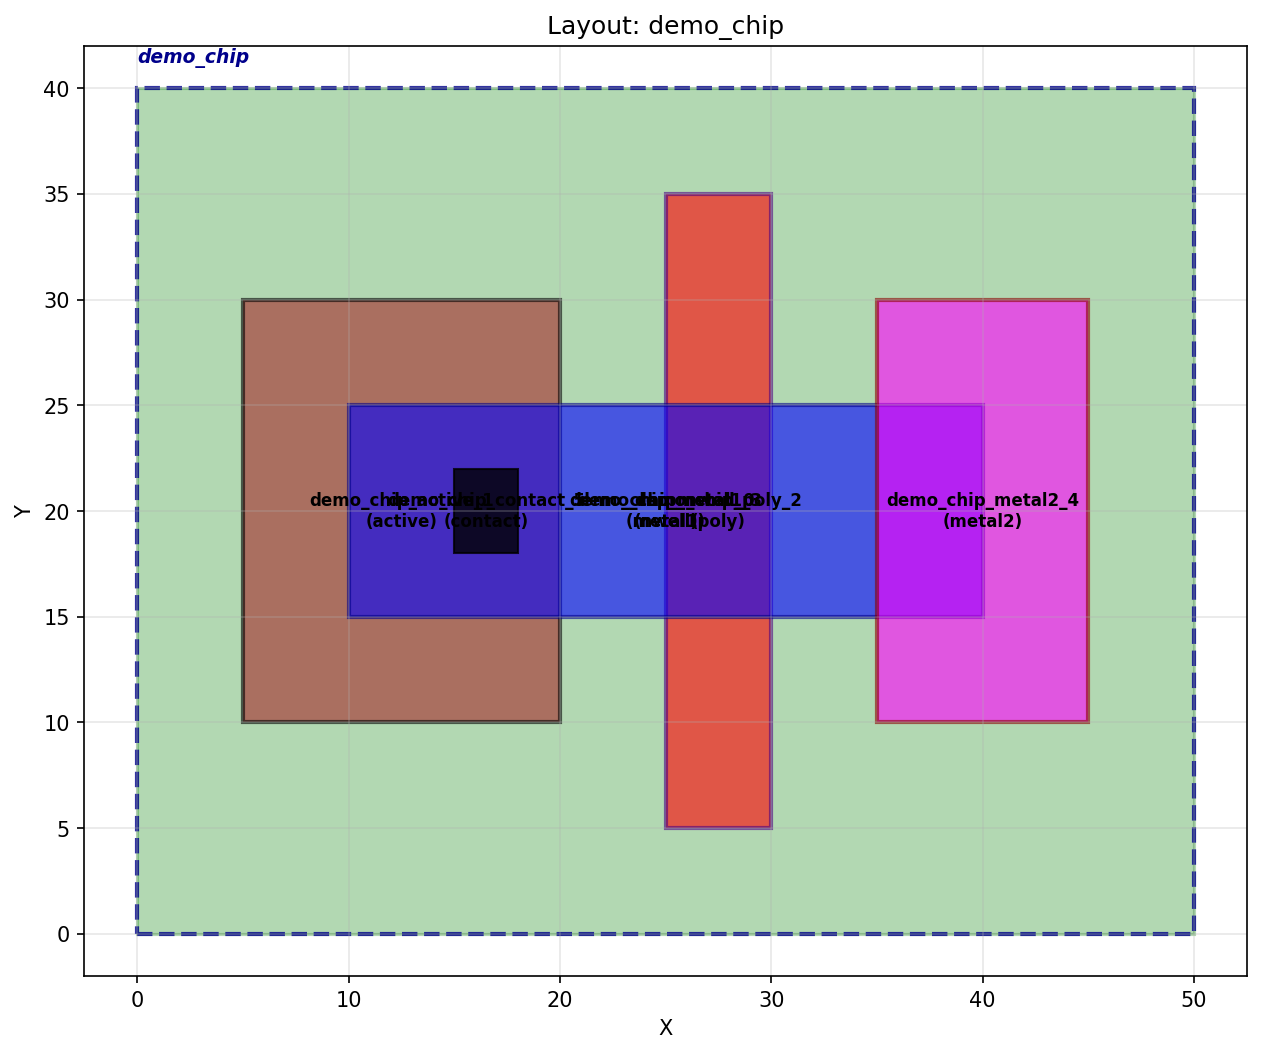 Layout: demo_chip
demo_chip
40
35
30
25
20
15
10
5
0
Y
demo_chip_metal2_4
(active)
(contact)
(poly)
(metal2)
0
10
20
30
40
50
X